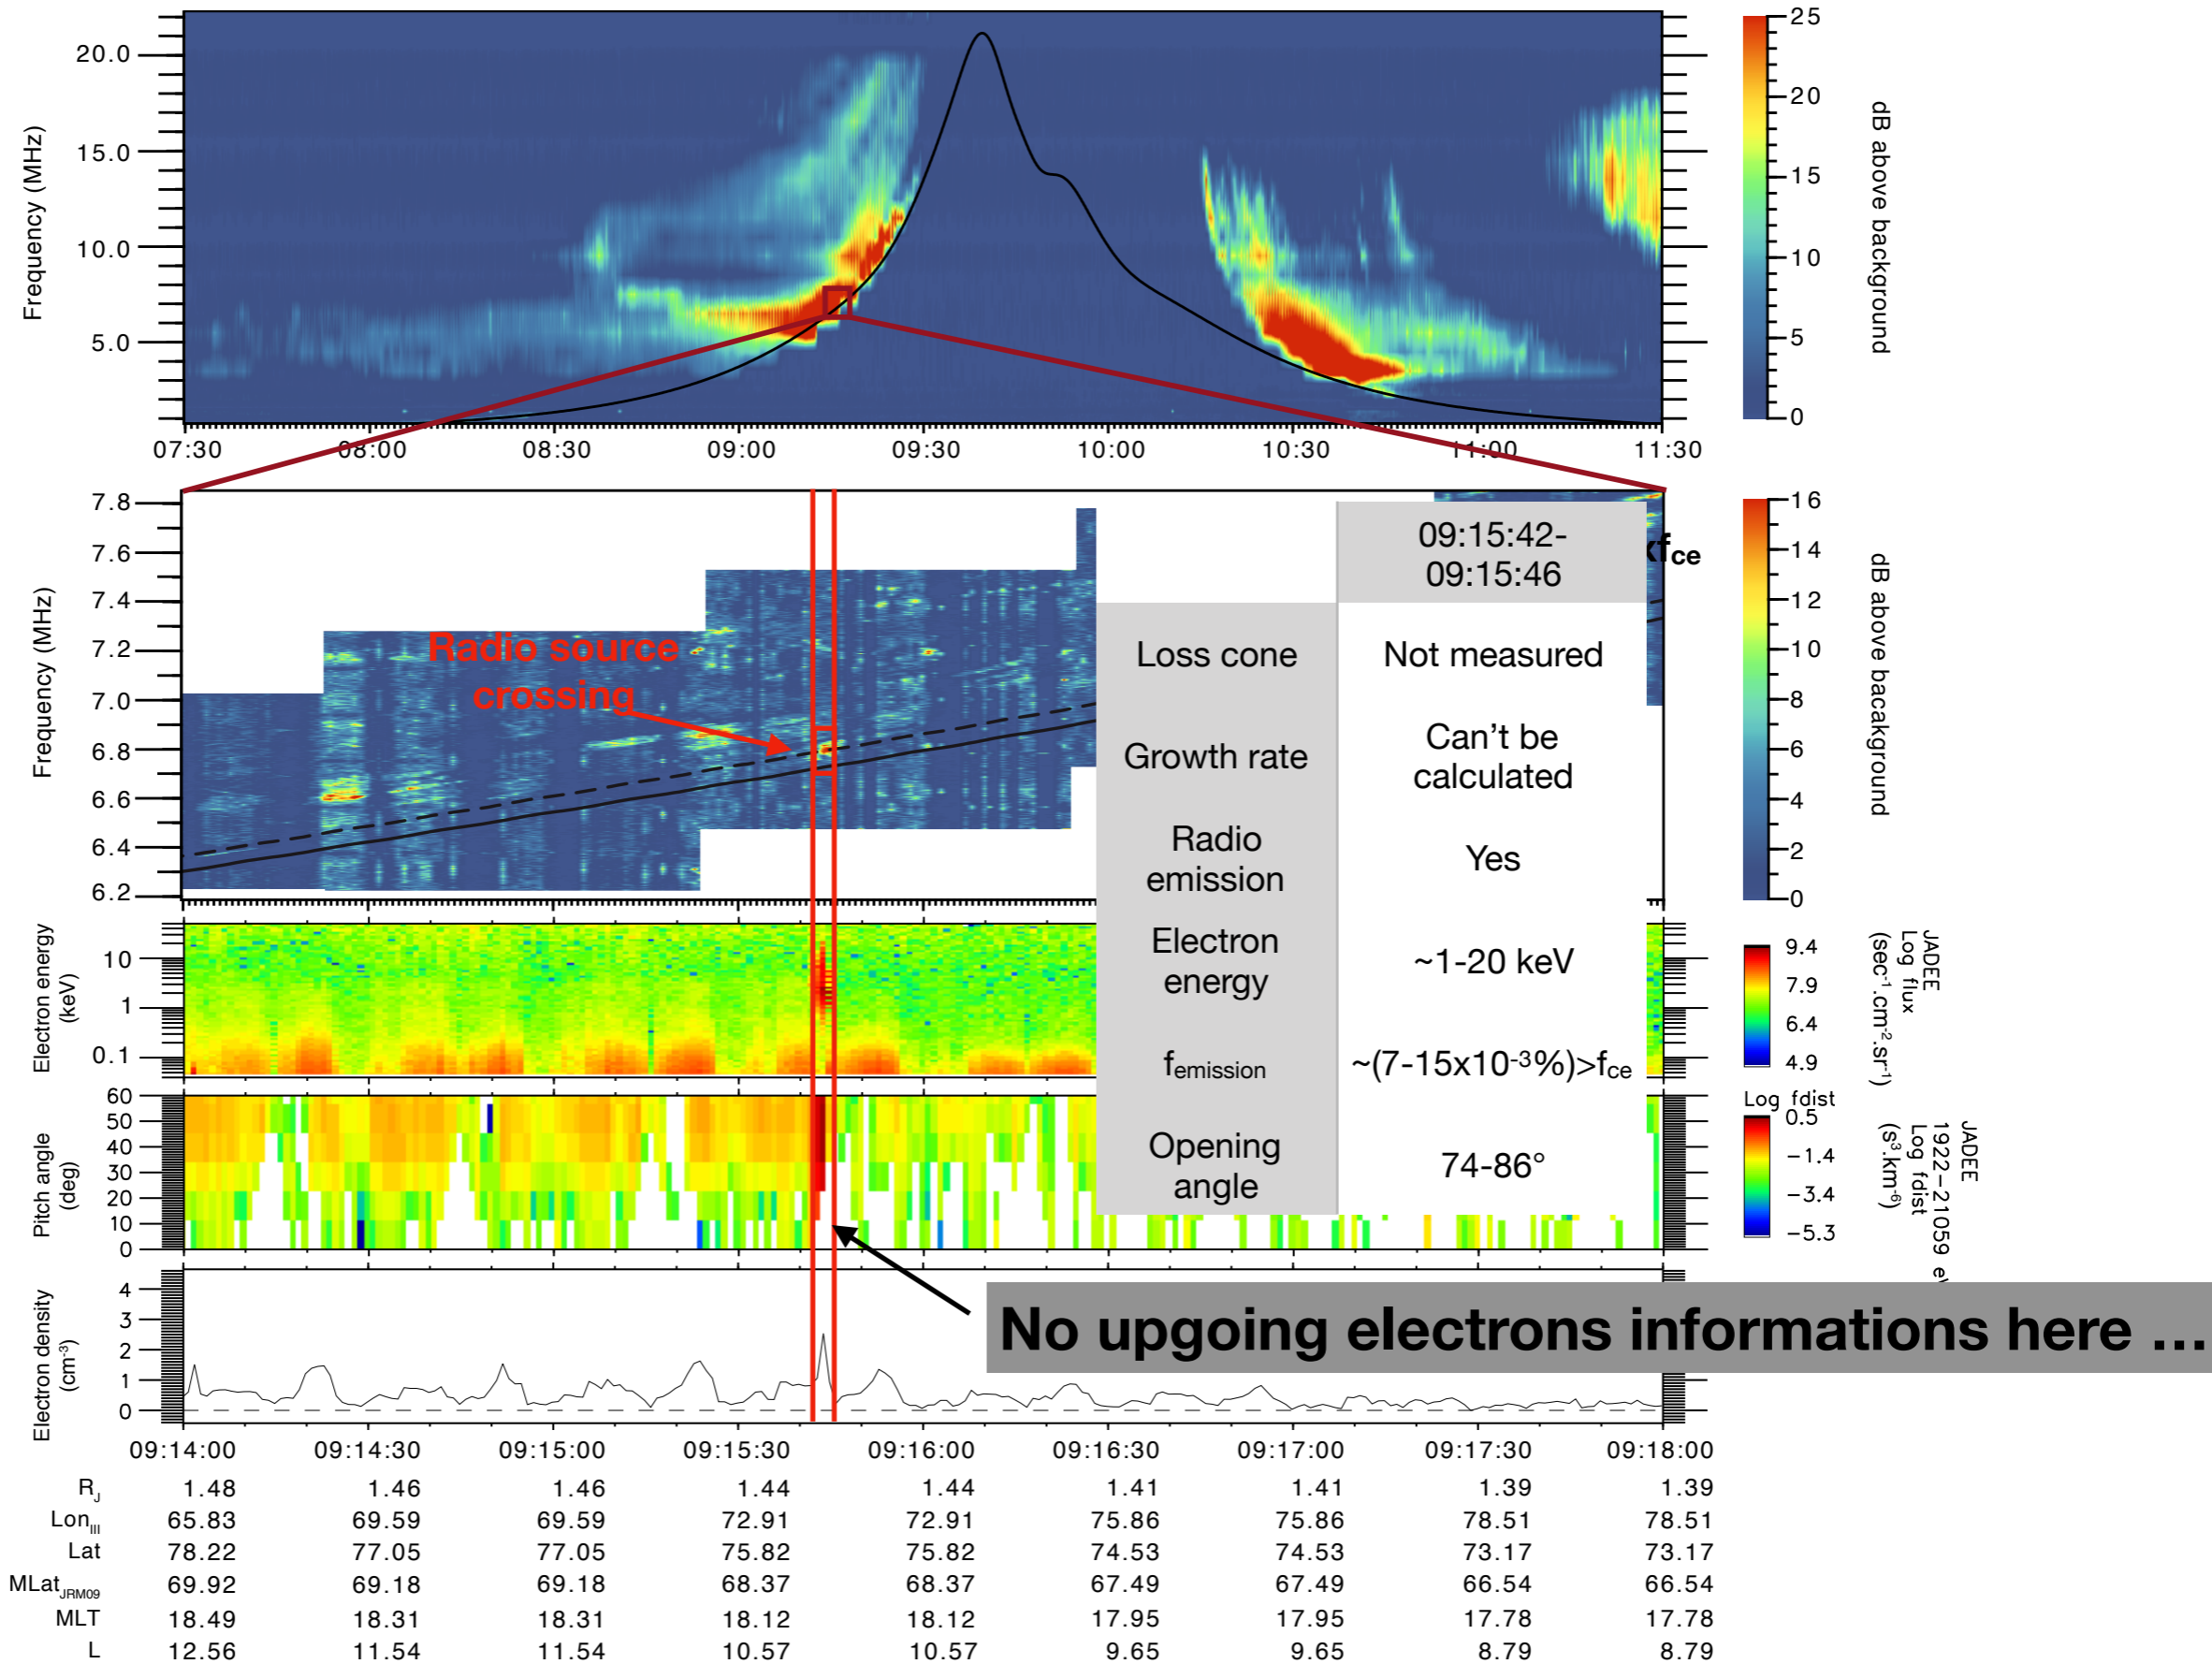 20.0
15.0
10.0
5.0
Frequency (MHz)
07:30 08:00 08:30 09:00 09:30 10:00 10:30 11:00 11:30
25
20
15
10
5
0
dB above background
7.8
7.6
7.4
7.2
7.0
6.8
6.6
6.4
6.2
Frequency (MHz)
Radio source
crossing
16
14
12
10
8
6
4
2
0
dB above bacakground
xfce
09:15:42-
09:15:46
Loss cone Not measured
Growth rate Can't be
calculated
Radio
emission Yes
Electron
energy ~1-20 keV
femission ~(7-15x10-3%)>fce
Opening
angle 74-86°
Electron energy
(keV)
10
1
0.1
9.4
7.9
6.4
4.9
JADEE
Log flux
(sec-1.cm-2.sr-1)
Pitch angle
(deg)
60
50
40
30
20
10
0
Log fdist
0.5
-1.4
-3.4
-5.3
JADEE
1922-21059 eV
Log fdist
(s3.km-6)
No upgoing electrons informations here ...
Electron density
(cm-3)
4
3
2
1
0
09:14:00 09:14:30 09:15:00 09:15:30 09:16:00 09:16:30 09:17:00 09:17:30 09:18:00
RJ 1.48 1.46 1.46 1.44 1.44 1.41 1.41 1.39 1.39
LonIII 65.83 69.59 69.59 72.91 72.91 75.86 75.86 78.51 78.51
Lat 78.22 77.05 77.05 75.82 75.82 74.53 74.53 73.17 73.17
MLatJRM09 69.92 69.18 69.18 68.37 68.37 67.49 67.49 66.54 66.54
MLT 18.49 18.31 18.31 18.12 18.12 17.95 17.95 17.78 17.78
L 12.56 11.54 11.54 10.57 10.57 9.65 9.65 8.79 8.79